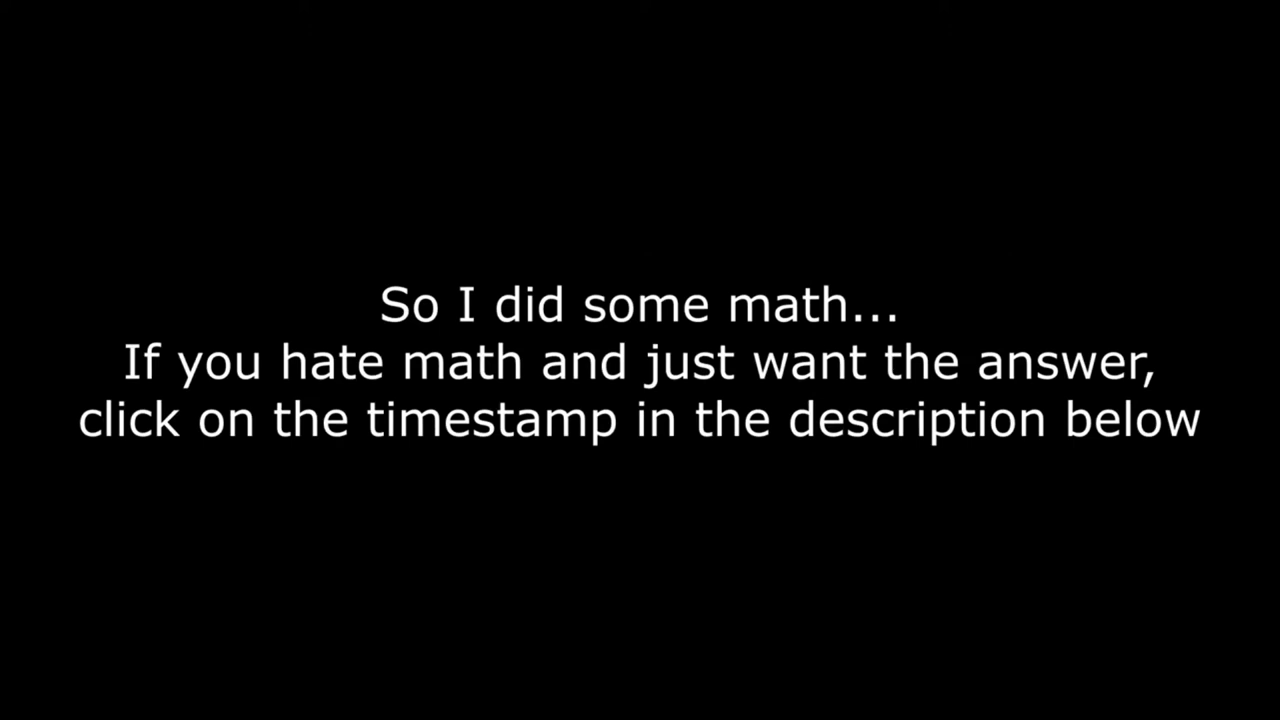 So I did some math...
If you hate math and just want the answer,
click on the timestamp in the description below